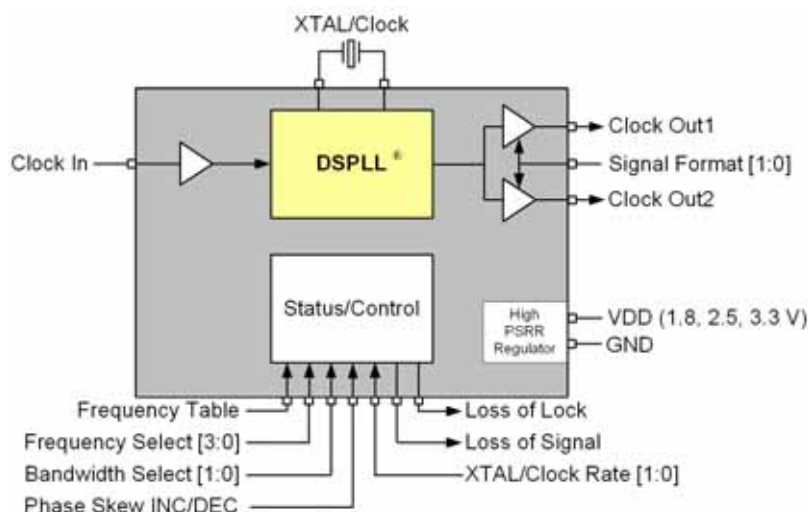 XTAL/Clock
Clock In
DSPLL ®
Clock Out1
Signal Format [1:0]
Clock Out2
Status/Control
High
PSRR
Regulator
VDD (1.8, 2.5, 3.3 V)
GND
Frequency Table
Loss of Lock
Frequency Select [3:0]
Loss of Signal
Bandwidth Select [1:0]
XTAL/Clock Rate [1:0]
Phase Skew INC/DEC